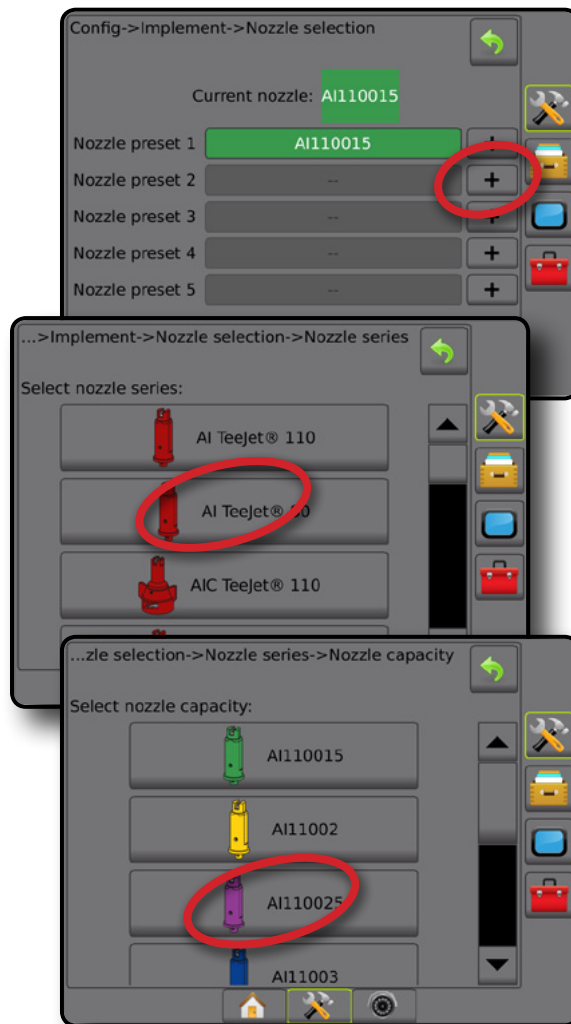 Config->Implement->Nozzle selection
Current nozzle: AI110015
Nozzle preset 1 AI110015 +
Nozzle preset 2 -- +
Nozzle preset 3 -- +
Nozzle preset 4 -- +
Nozzle preset 5 -- +
...>Implement->Nozzle selection->Nozzle series
Select nozzle series:
AI TeeJet® 110
AI TeeJet® 80
AIC TeeJet® 110
...zle selection->Nozzle series->Nozzle capacity
Select nozzle capacity:
AI110015
AI11002
AI110025
AI11003